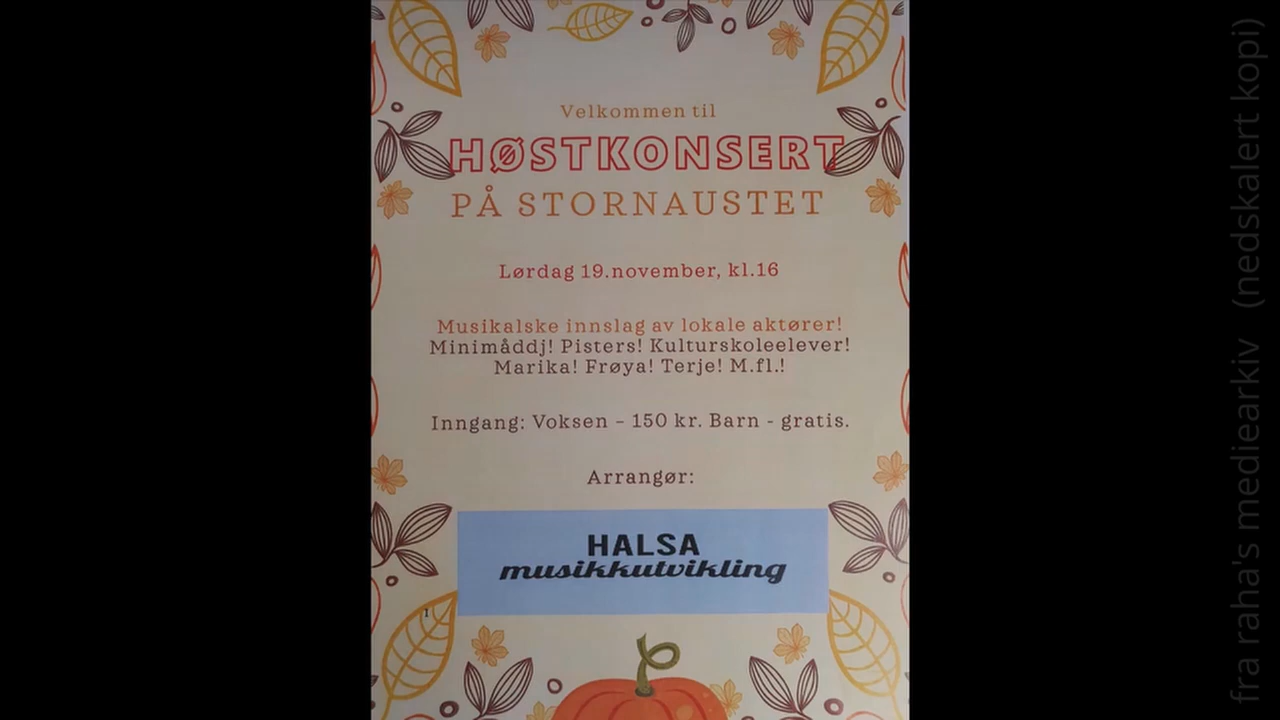 Velkommen til
HØSTKONSERT
PÅ STORNAUSTET
Lørdag 19.november, kl.16
Musikalske innslag av lokale aktører!
Minimåddj! Pisters! Kulturskoleelever!
Marika! Frøya! Terje! M.fl.!
Inngang: Voksen – 150 kr. Barn - gratis.
Arrangør:
HALSA
musikkutvikling
1
fra raha's mediearkiv (nedskalert kopi)